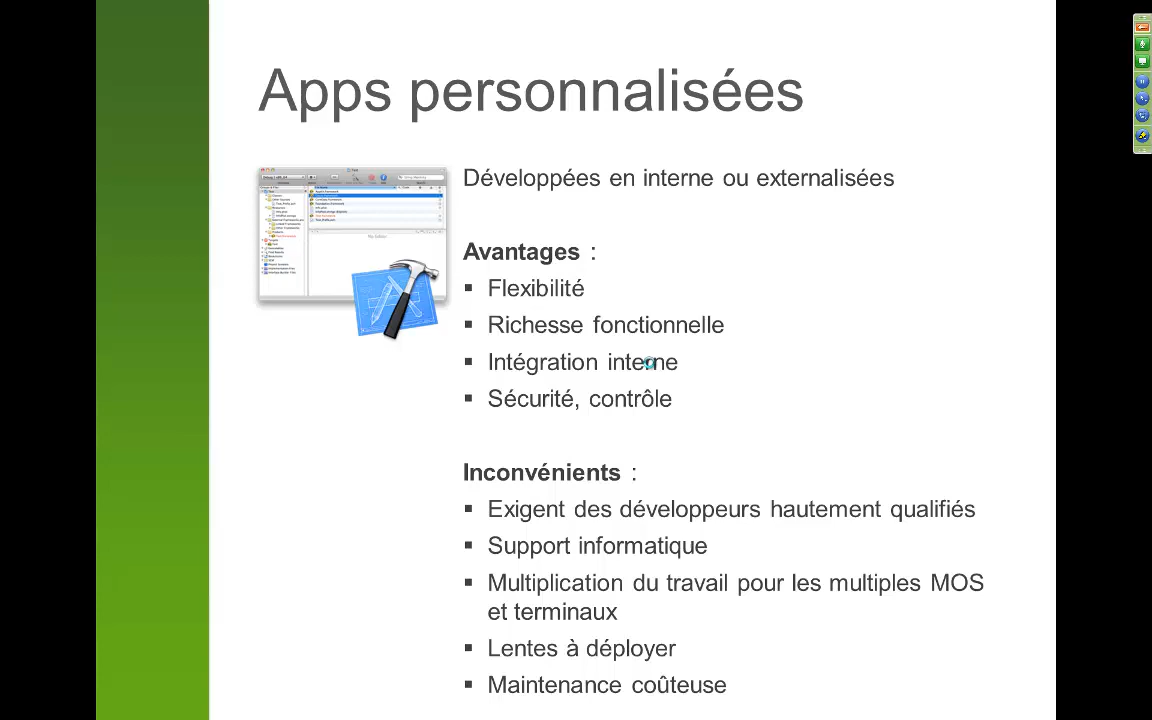 Apps personnalisées
Développées en interne ou externalisées
Avantages :
▪ Flexibilité
▪ Richesse fonctionnelle
▪ Intégration interne
▪ Sécurité, contrôle
Inconvénients :
▪ Exigent des développeurs hautement qualifiés
▪ Support informatique
▪ Multiplication du travail pour les multiples MOS
et terminaux
▪ Lentes à déployer
▪ Maintenance coûteuse